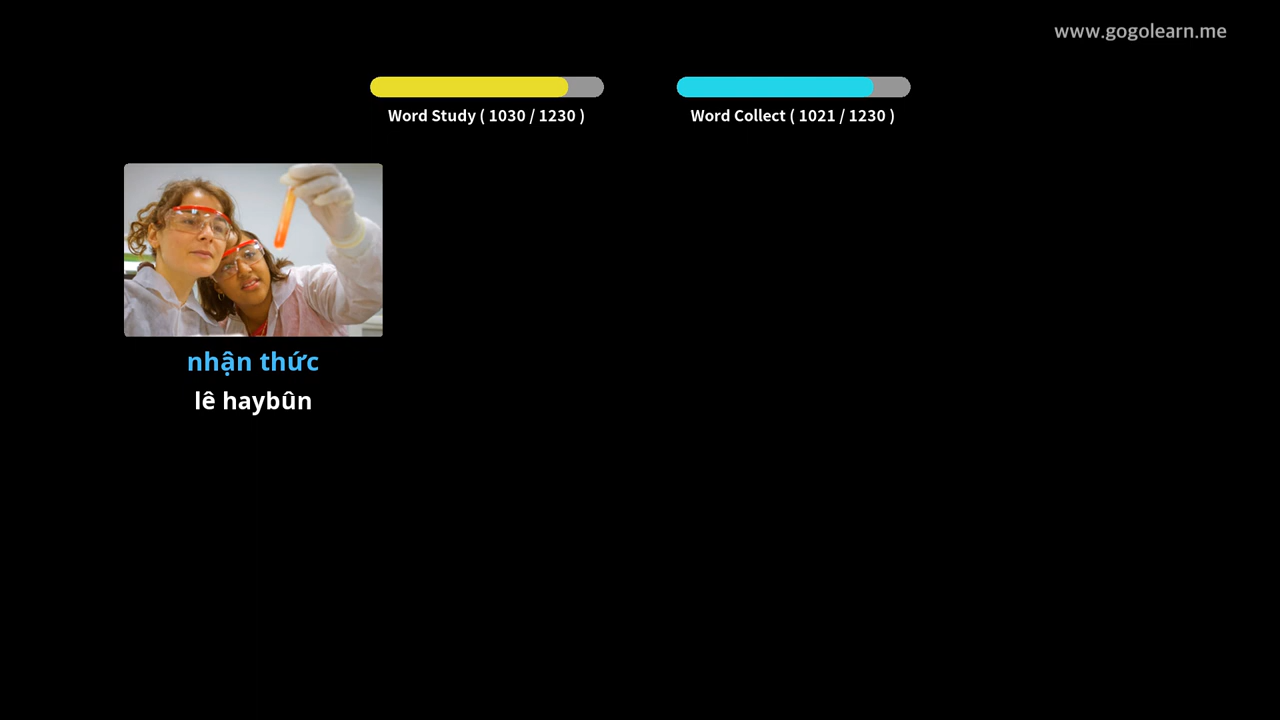 www.gogolearn.me
Word Study ( 1030 / 1230 )
Word Collect ( 1021 / 1230 )
nhận thức
lê haybûn